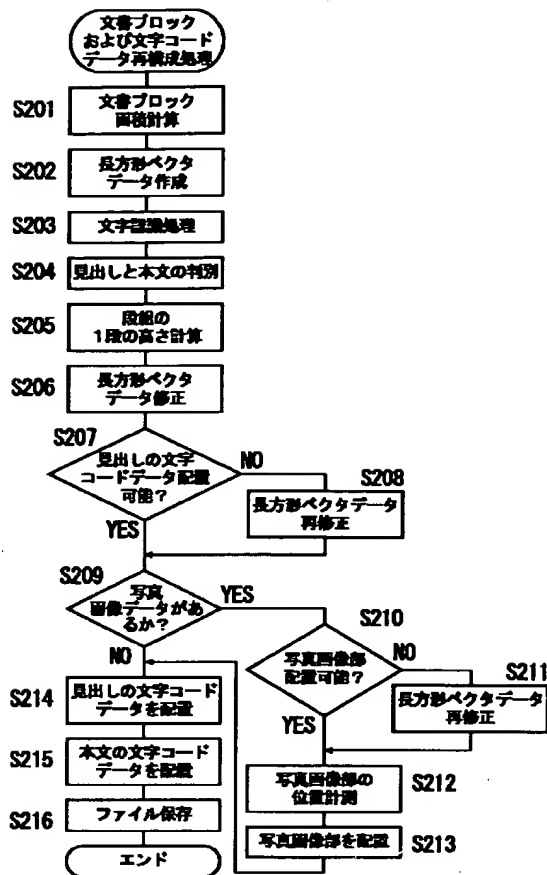 文書ブロック
および文字コード
データ再構成処理
S201
文書ブロック
面積計算
S202
長方形ベクタ
データ作成
S203
文字認識処理
S204
見出しと本文の判別
S205
段組の
1段の高さ計算
S206
長方形ベクタ
データ修正
S207
見出しの文字
コードデータ配置
可能?
NO
YES
S208
長方形ベクタデータ
再修正
S209
写真
画像データがあ
るか?
YES
NO
S210
写真画像部
配置可能?
NO
YES
S211
長方形ベクタデータ
再修正
S212
写真画像部の
位置計測
S213
写真画像部を配置
S214
見出しの文字コード
データを配置
S215
本文の文字コード
データを配置
S216
ファイル保存
エンド